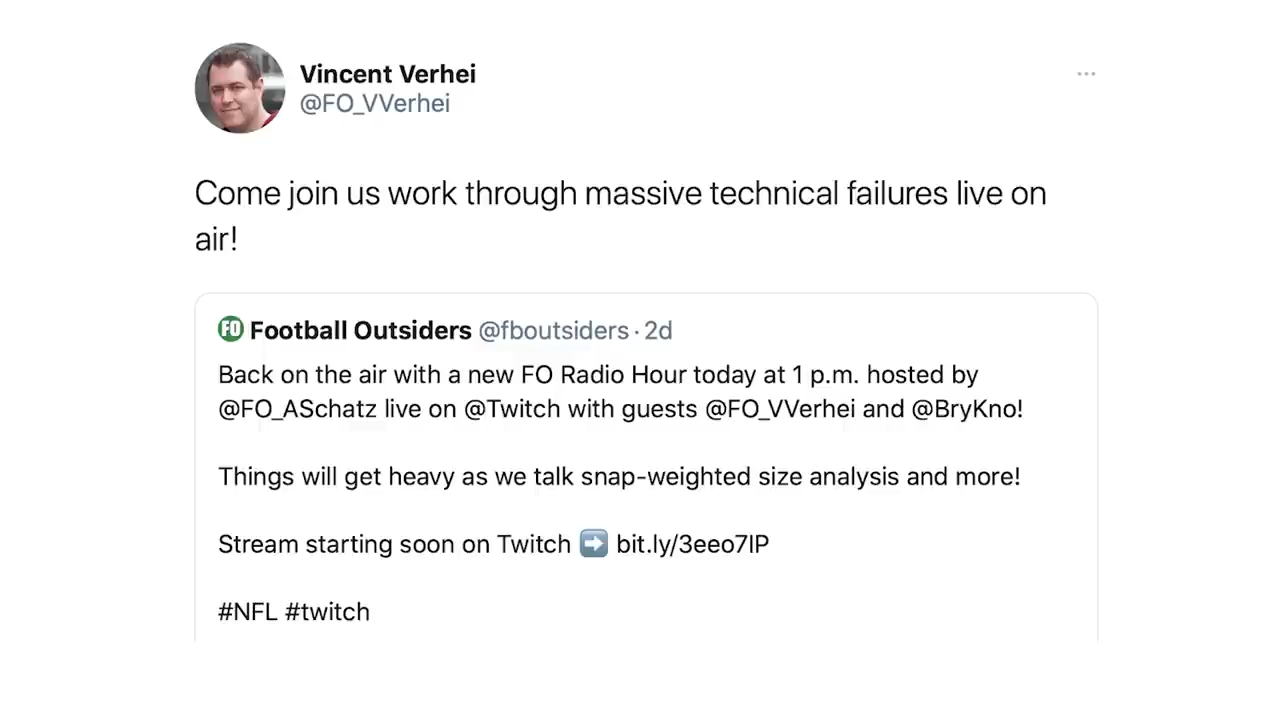 Vincent Verhei
@FO_VVerhei
Come join us work through massive technical failures live on
air!
FO Football Outsiders @fboutsiders · 2d
Back on the air with a new FO Radio Hour today at 1 p.m. hosted by
@FO_ASchatz live on @Twitch with guests @FO_VVerhei and @BryKno!
Things will get heavy as we talk snap-weighted size analysis and more!
Stream starting soon on Twitch ➡️ bit.ly/3eeo7lP
#NFL #twitch